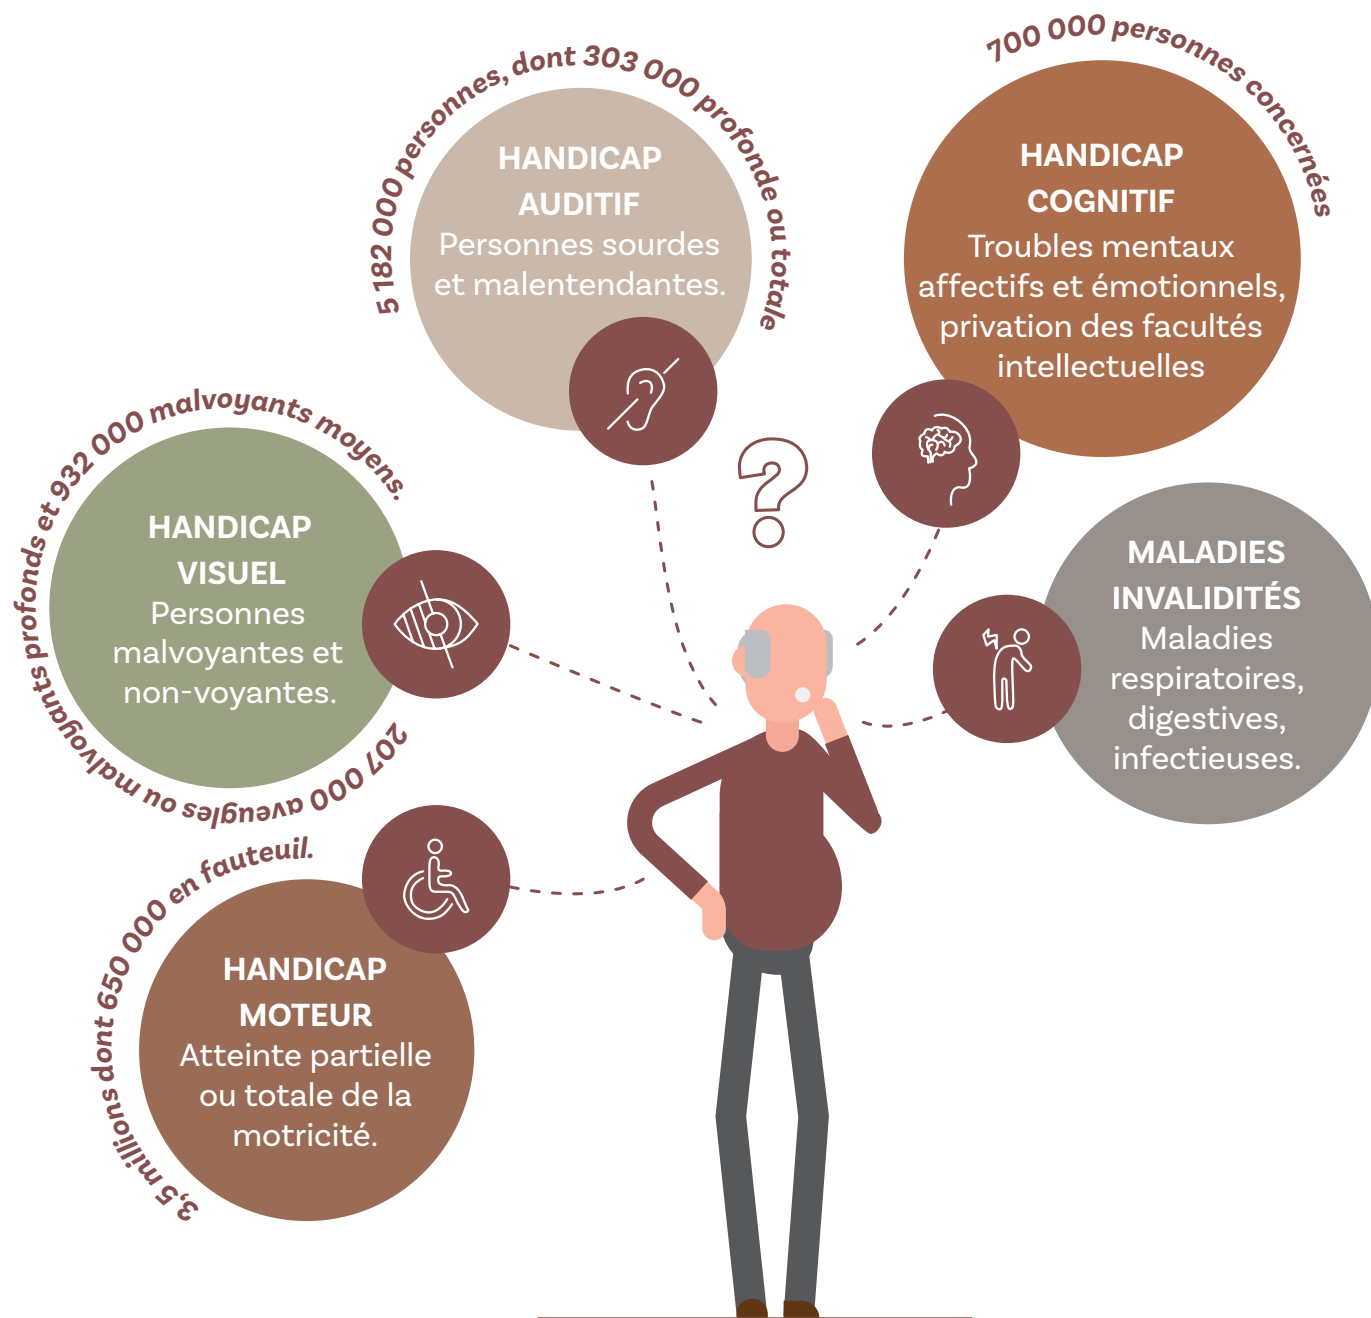 5 182 000 personnes, dont 303 000 profonde ou totale
HANDICAP
AUDITIF
Personnes sourdes
et malentendantes.
700 000 personnes concernées
HANDICAP
COGNITIF
Troubles mentaux
affectifs et émotionnels,
privation des facultés
intellectuelles
207 000 aveugles ou malvoyants profonds et 932 000 malvoyants moyens.
HANDICAP
VISUEL
Personnes
malvoyantes et
non-voyantes.
?
MALADIES
INVALIDITÉS
Maladies
respiratoires,
digestives,
infectieuses.
3,5 millions dont 650 000 en fauteuil.
HANDICAP
MOTEUR
Atteinte partielle
ou totale de la
motricité.